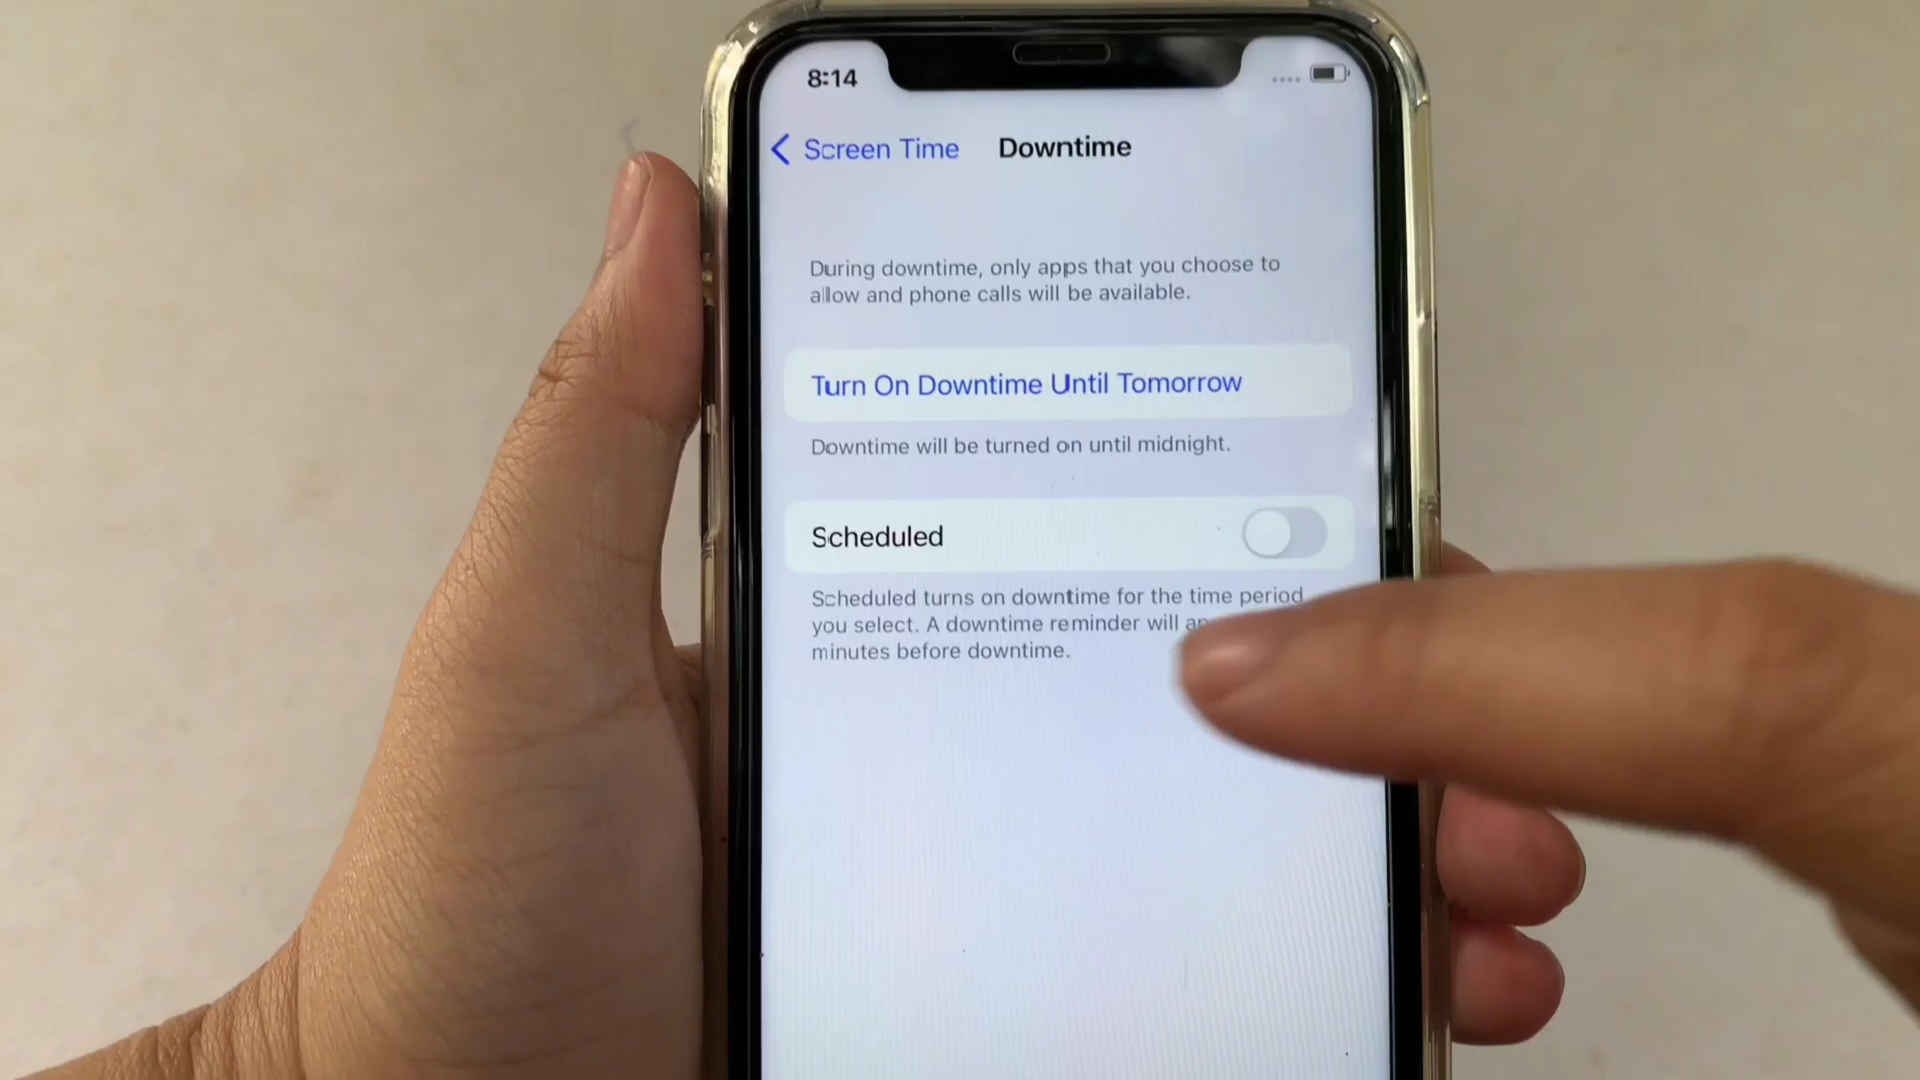 8:14
Screen Time
Downtime
During downtime, only apps that you choose to
allow and phone calls will be available.
Turn On Downtime Until Tomorrow
Downtime will be turned on until midnight.
Scheduled
Scheduled turns on downtime for the time period
you select. A downtime reminder will
minutes before downtime.